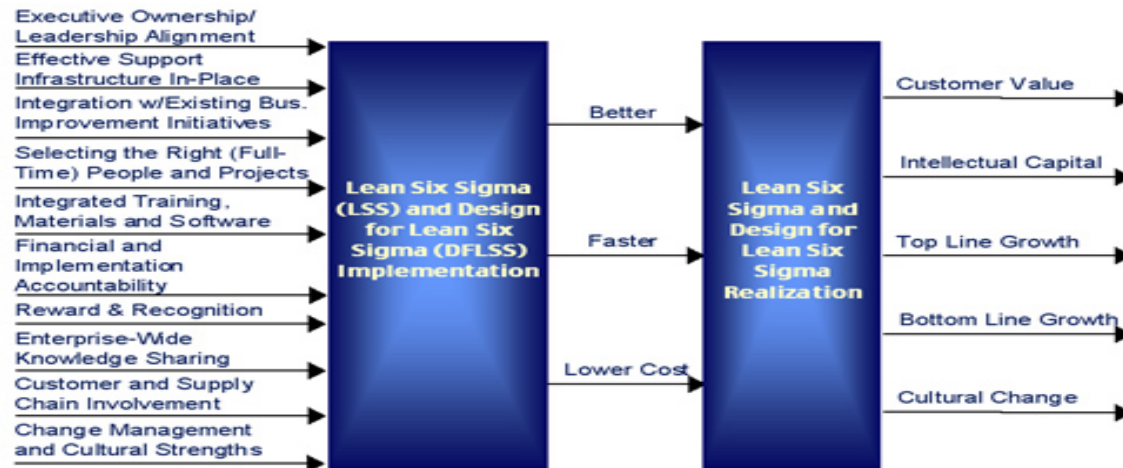 Executive Ownership/
Leadership Alignment
Effective Support
Infrastructure In-Place
Integration w/Existing Bus.
Improvement Initiatives
Selecting the Right (Full-
Time) People and Projects
Integrated Training,
Materials and Software
Financial and
Implementation
Accountability
Reward & Recognition
Enterprise-Wide
Knowledge Sharing
Customer and Supply
Chain Involvement
Change Management
and Cultural Strengths
Lean Six Sigma
(LSS) and Design
for Lean Six
Sigma (DFLSS)
Implementation
Better
Faster
Lower Cost
Lean Six
Sigma and
Design for
Lean Six
Sigma
Realization
Customer Value
Intellectual Capital
Top Line Growth
Bottom Line Growth
Cultural Change